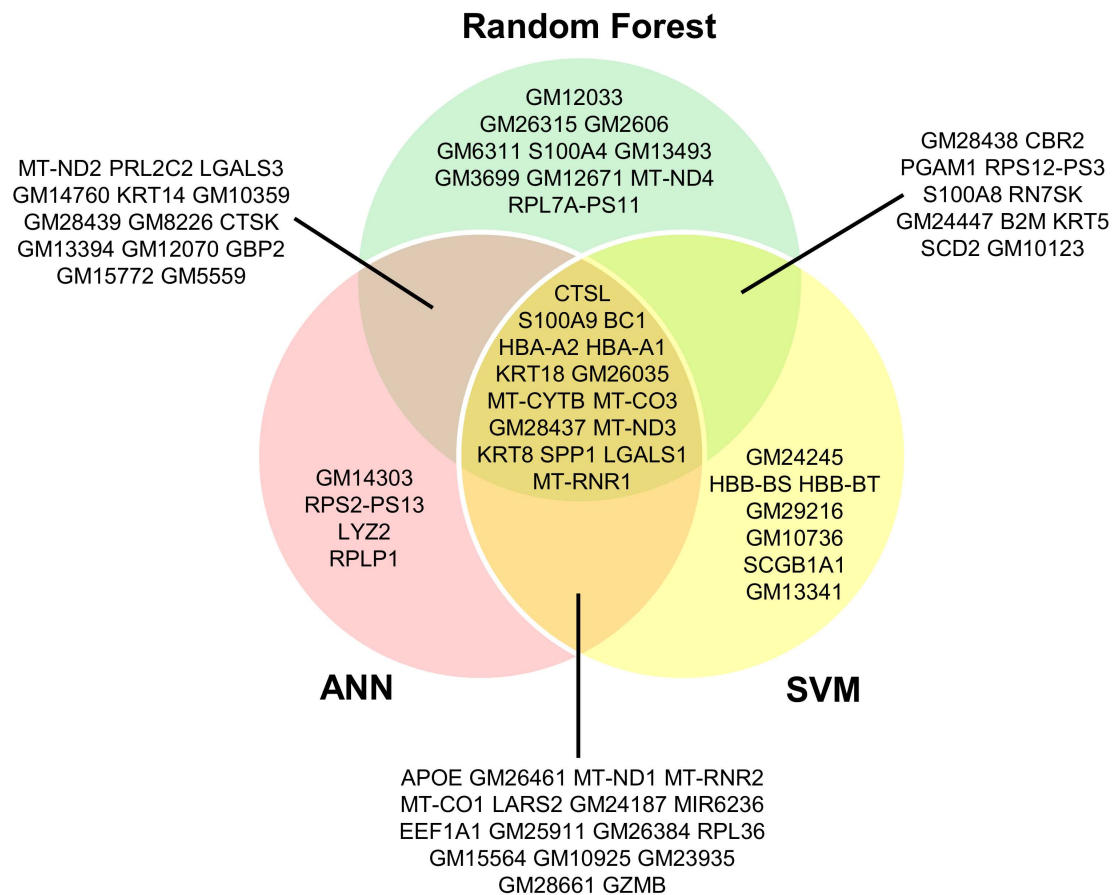 Random Forest
GM12033
GM26315 GM2606
GM6311 S100A4 GM13493
GM3699 GM12671 MT-ND4
RPL7A-PS11
MT-ND2 PRL2C2 LGALS3
GM14760 KRT14 GM10359
GM28439 GM8226 CTSK
GM13394 GM12070 GBP2
GM15772 GM5559
GM28438 CBR2
PGAM1 RPS12-PS3
S100A8 RN7SK
GM24447 B2M KRT5
SCD2 GM10123
CTSL
S100A9 BC1
HBA-A2 HBA-A1
KRT18 GM26035
MT-CYTB MT-CO3
GM28437 MT-ND3
KRT8 SPP1 LGALS1
MT-RNR1
GM14303
RPS2-PS13
LYZ2
RPLP1
GM24245
HBB-BS HBB-BT
GM29216
GM10736
SCGB1A1
GM13341
ANN
SVM
APOE GM26461 MT-ND1 MT-RNR2
MT-CO1 LARS2 GM24187 MIR6236
EEF1A1 GM25911 GM26384 RPL36
GM15564 GM10925 GM23935
GM28661 GZMB